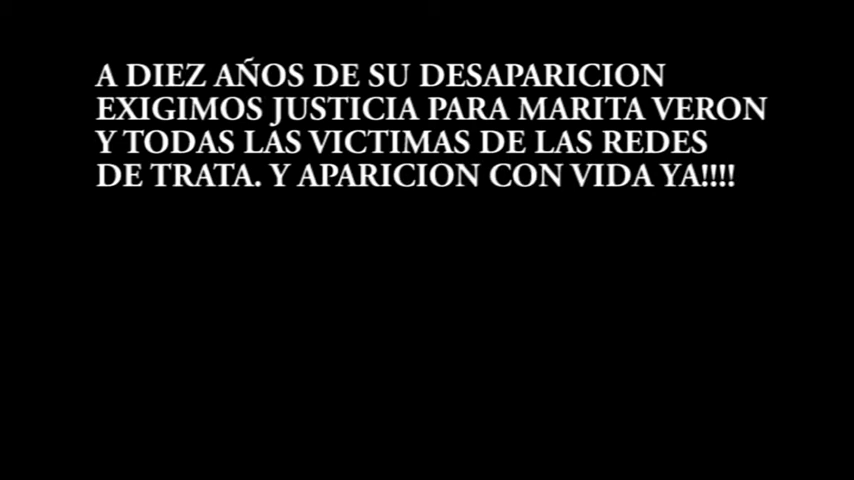 A DIEZ AÑOS DE SU DESAPARICION
EXIGIMOS JUSTICIA PARA MARITA VERON
Y TODAS LAS VICTIMAS DE LAS REDES
DE TRATA. Y APARICION CON VIDA YA!!!!